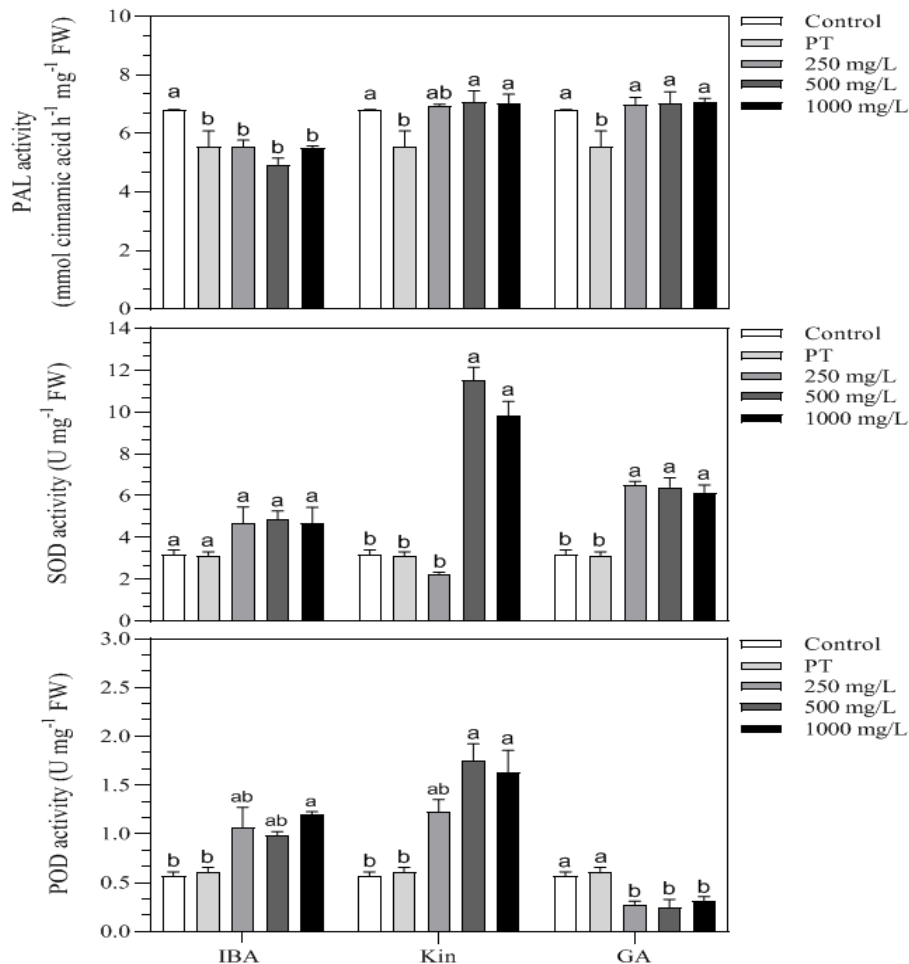 PAL activity
(mmol cinnamic acid h⁻¹ mg⁻¹ FW)
10
8
6
4
2
0
a
b
b
b
b
a
b
ab
a
a
a
b
a
a
a
Control
PT
250 mg/L
500 mg/L
1000 mg/L
SOD activity (U mg⁻¹ FW)
14
12
10
8
6
4
2
0
a
a
a
a
a
b
b
b
a
a
b
b
a
a
a
Control
PT
250 mg/L
500 mg/L
1000 mg/L
POD activity (U mg⁻¹ FW)
3.0
2.5
2.0
1.5
1.0
0.5
0.0
b
b
ab
ab
a
b
b
ab
a
a
a
a
b
b
b
Control
PT
250 mg/L
500 mg/L
1000 mg/L
IBA
Kin
GA